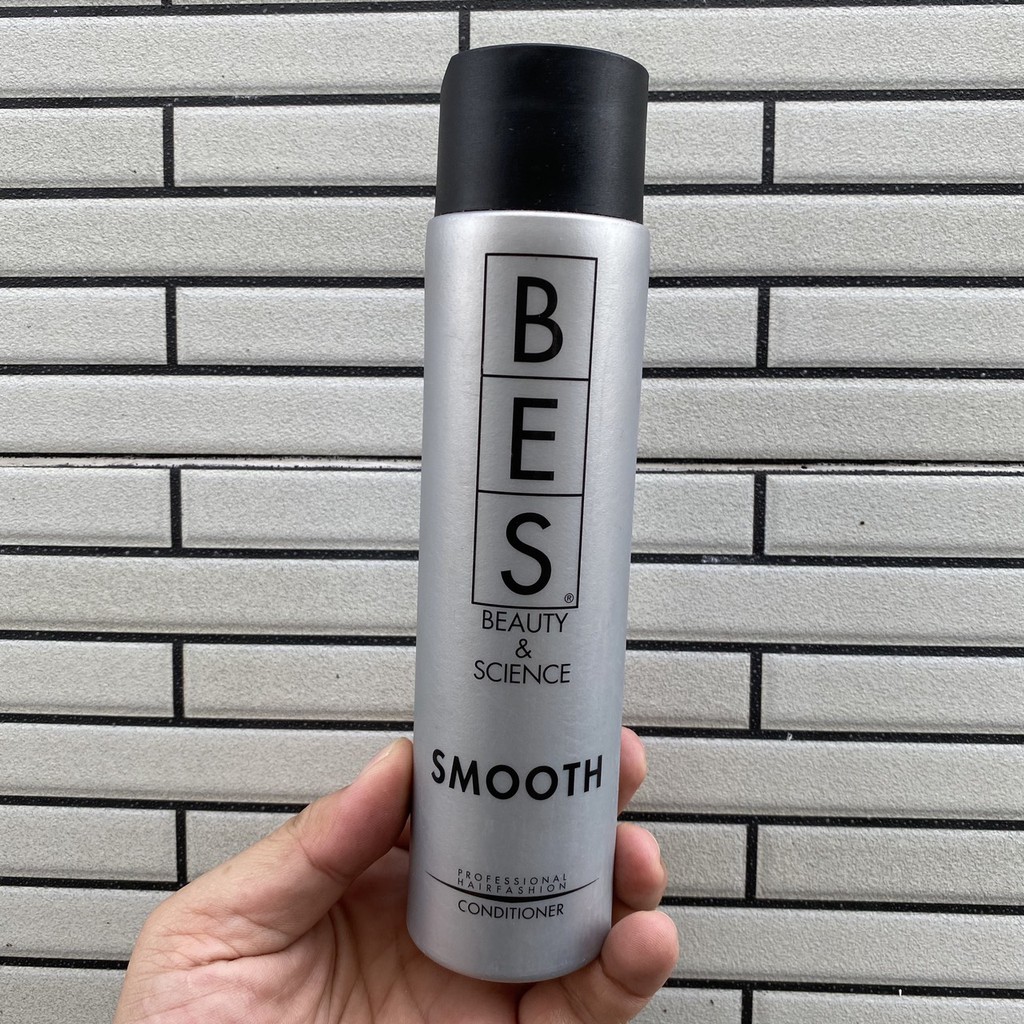 B
E
S®
BEAUTY
&
SCIENCE
SMOOTH
PROFESSIONAL
HAIRFASHION
CONDITIONER